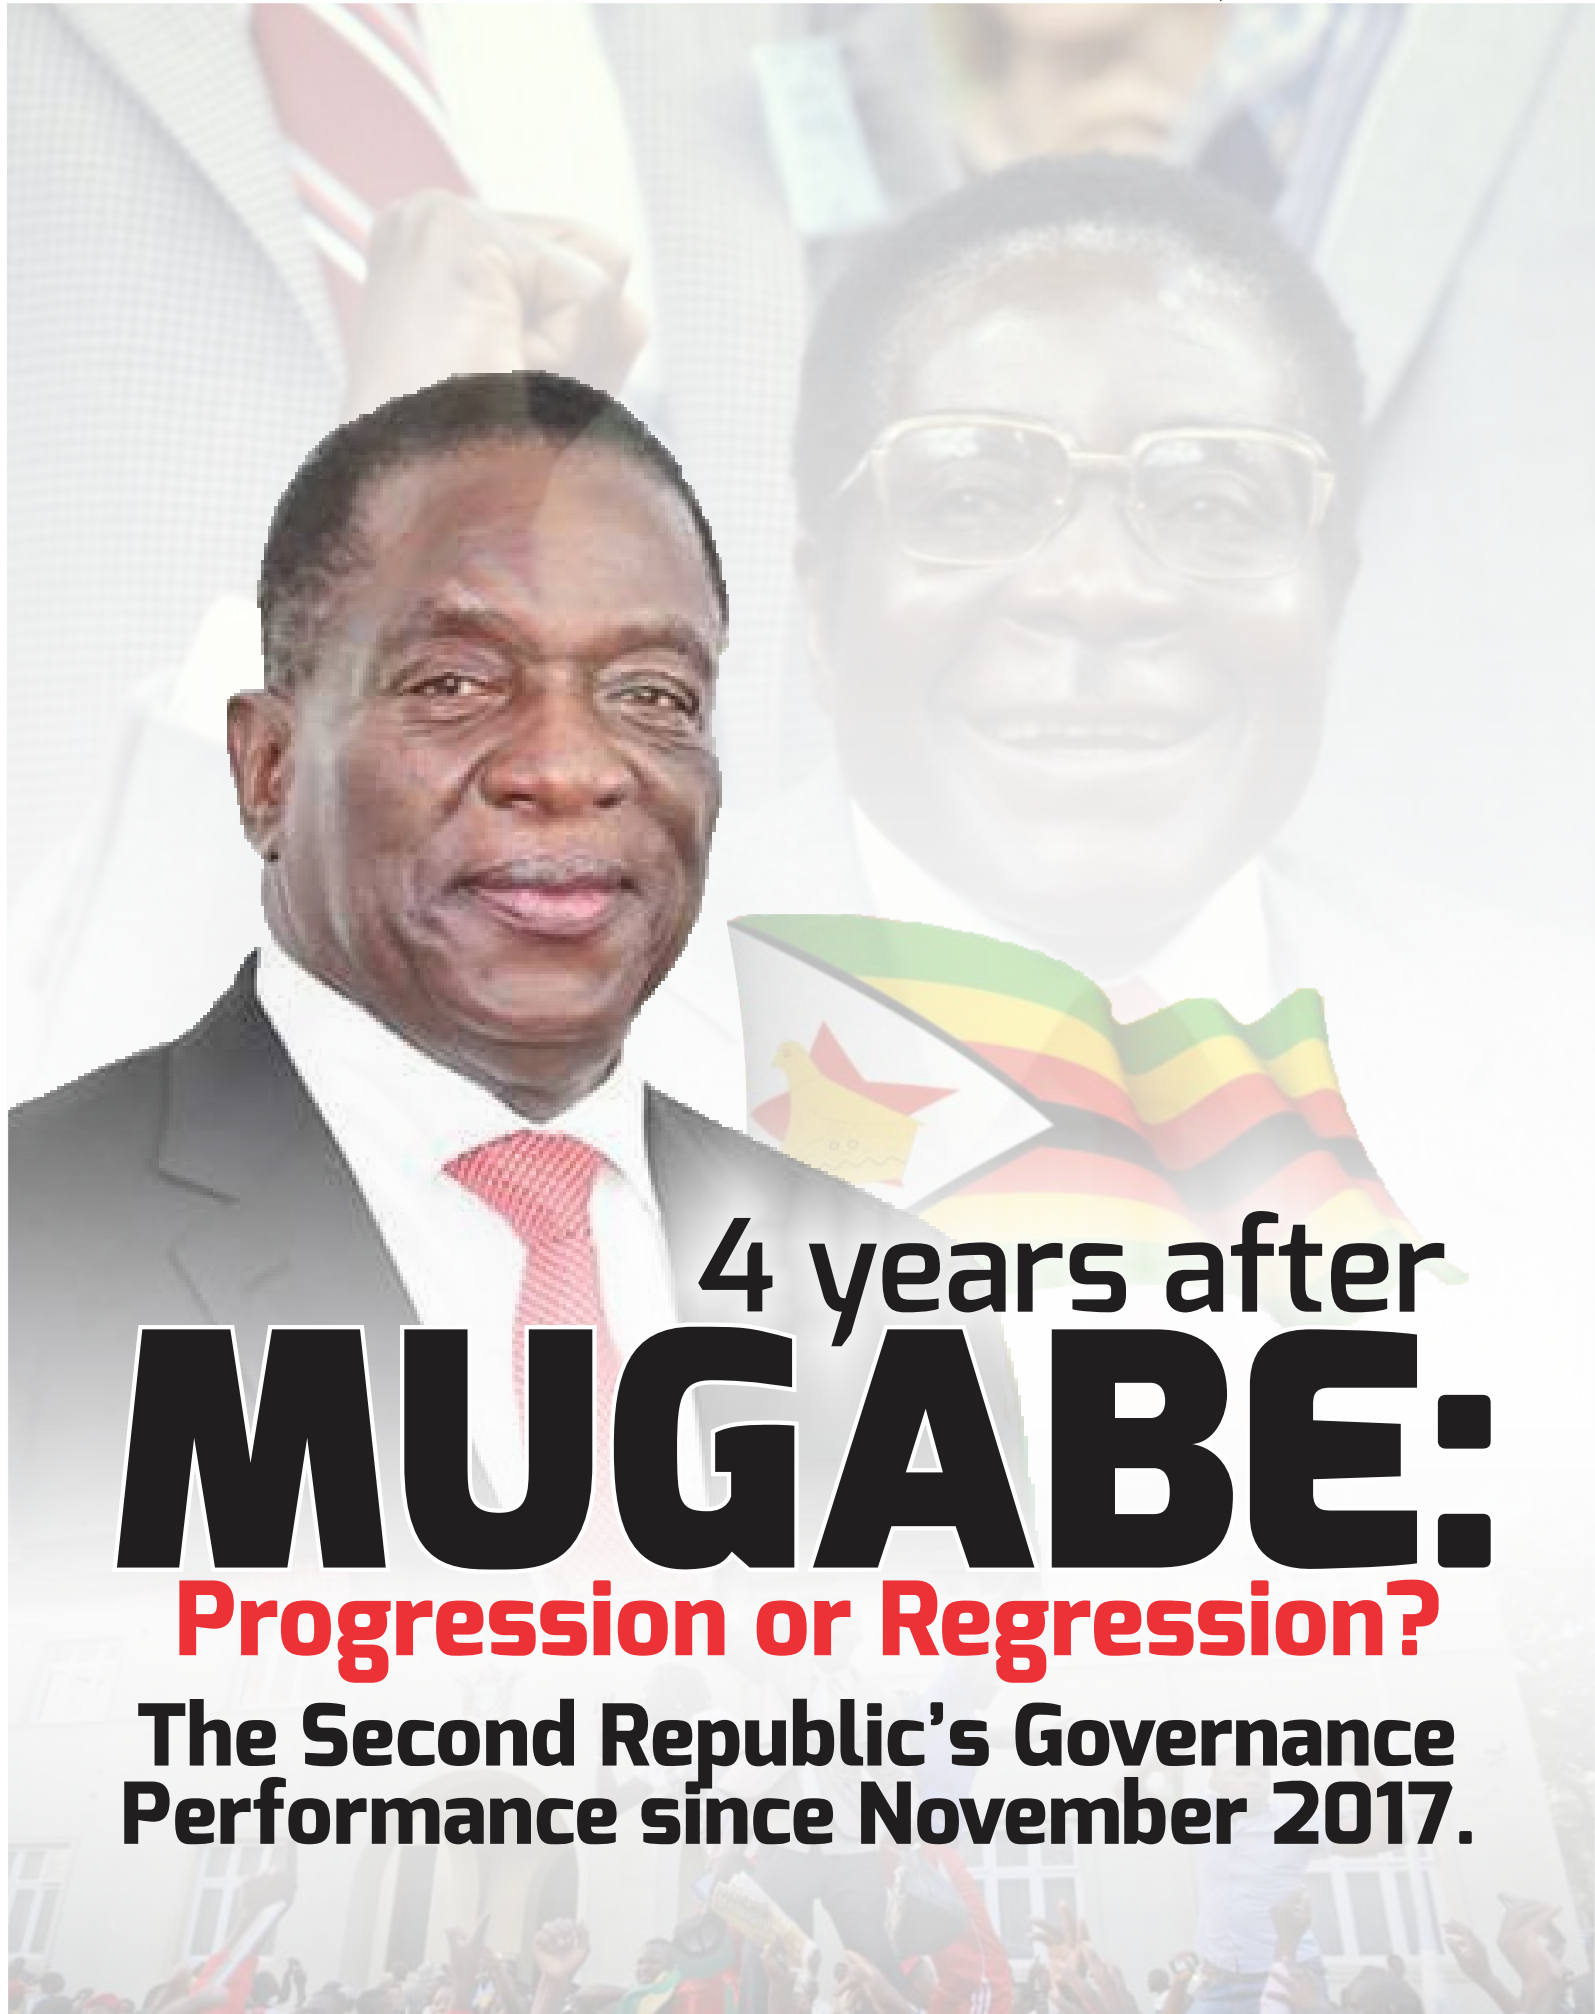 4 years after
MUGABE:
Progression or Regression?
The Second Republic’s Governance
Performance since November 2017.